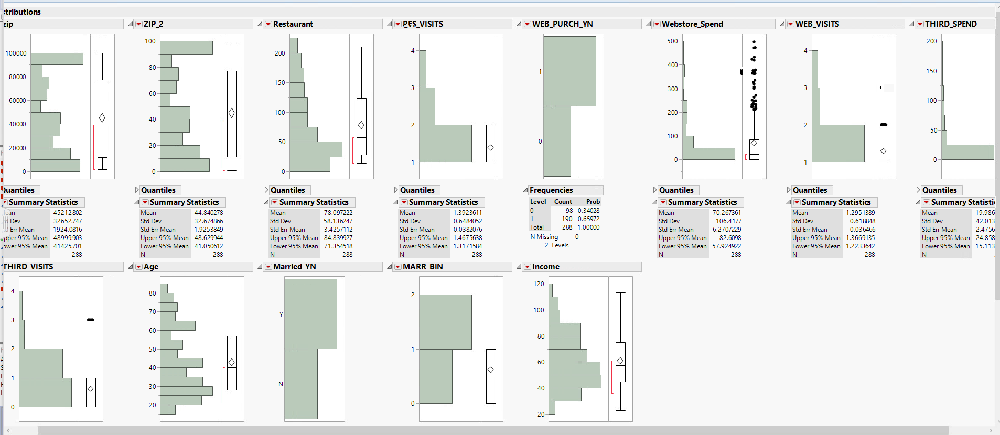 stributions
zip
ZIP_2
Restaurant
RES_VISITS
WEB_PURCH_YN
Webstore_Spend
WEB_VISITS
THIRD_SPEND
100000
80000
60000
40000
20000
0
100
80
60
40
20
0
200
150
100
50
0
4
3
2
1
1
0
500
400
300
200
100
0
4
3
2
1
200
150
100
50
0
Quantiles
Quantiles
Quantiles
Quantiles
Frequencies
Quantiles
Quantiles
Quantiles
Summary Statistics
ean 45212.802
d Dev 32652.747
d Err Mean 1924.0816
pper 95% Mean 48999.903
ower 95% Mean 41425.701
288
Summary Statistics
Mean 44.840278
Std Dev 32.674866
Std Err Mean 1.9253849
Upper 95% Mean 48.629944
Lower 95% Mean 41.050612
N 288
Summary Statistics
Mean 78.097222
Std Dev 58.136247
Std Err Mean 3.4257112
Upper 95% Mean 84.839927
Lower 95% Mean 71.354518
N 288
Summary Statistics
Mean 1.3923611
Std Dev 0.6484052
Std Err Mean 0.0382076
Upper 95% Mean 1.4675638
Lower 95% Mean 1.3171584
N 288
Level Count Prob
0 98 0.34028
1 190 0.65972
Total 288 1.00000
N Missing 0
2 Levels
Summary Statistics
Mean 70.267361
Std Dev 106.4177
Std Err Mean 6.2707229
Upper 95% Mean 82.6098
Lower 95% Mean 57.924922
N 288
Summary Statistics
Mean 1.2951389
Std Dev 0.618848
Std Err Mean 0.036466
Upper 95% Mean 1.3669135
Lower 95% Mean 1.2233642
N 288
Summary Statisti
Mean 19.986
Std Dev 42.013
Std Err Mean 2.4756
Upper 95% Mean 24.858
Lower 95% Mean 15.113
N
THIRD_VISITS
Age
Married_YN
MARR_BIN
Income
4
3
2
1
0
80
70
60
50
40
30
20
Y
N
2
1
0
120
100
80
60
40
20